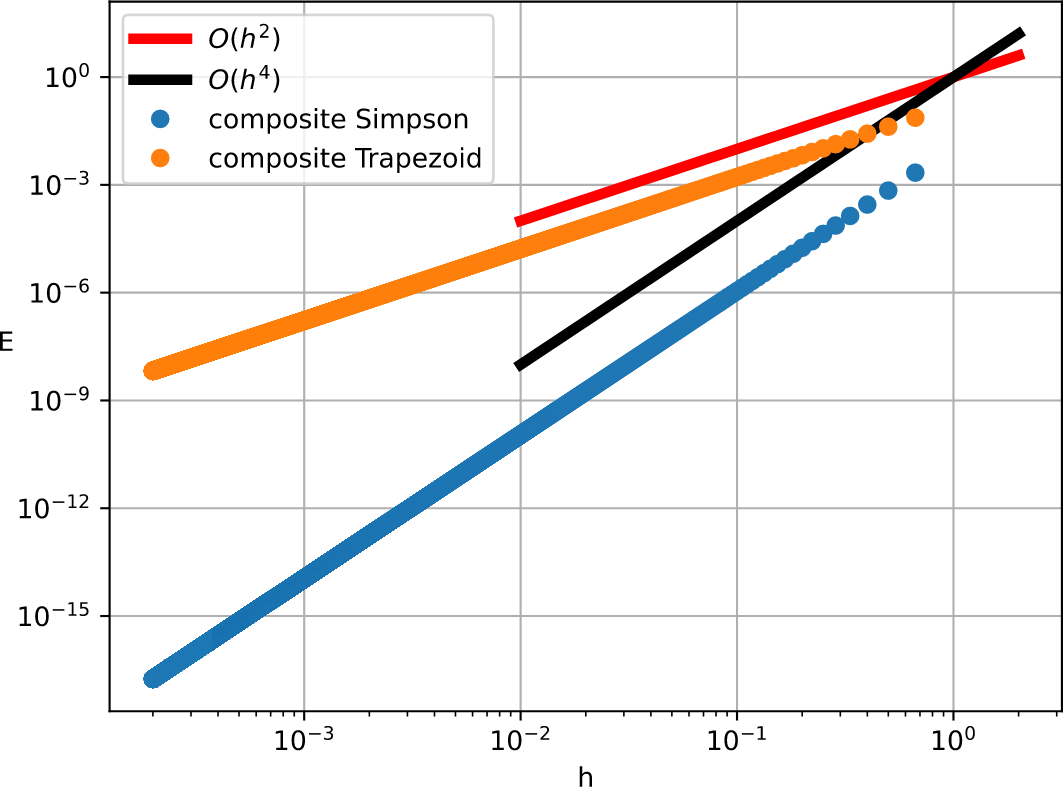 O(h²)
O(h⁴)
composite Simpson
composite Trapezoid
10⁰
10⁻³
10⁻⁶
E
10⁻⁹
10⁻¹²
10⁻¹⁵
10⁻³ 10⁻² 10⁻¹ 10⁰
h